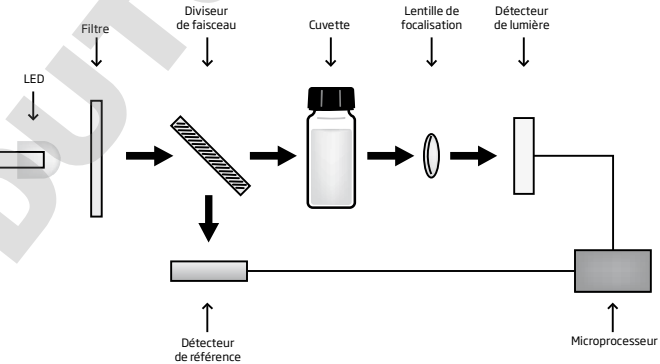 Diviseur
de faisceau
Lentille de
focalisation
Détecteur
de lumière
Filtre
Cuvette
LED
Détecteur
de référence
Microprocesseur